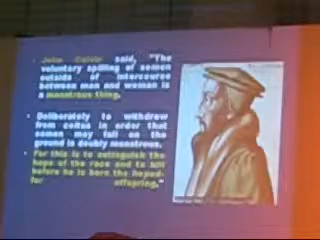 John Calvin said, "The
voluntary spilling of semen
outside of intercourse
between man and woman is
a monstrous thing.
Deliberately to withdraw
from coitus in order that
semen may fall on the
ground is doubly monstrous.
For this is to extinguish the
hope of the race and to kill
before he is born the hoped-
for offspring."